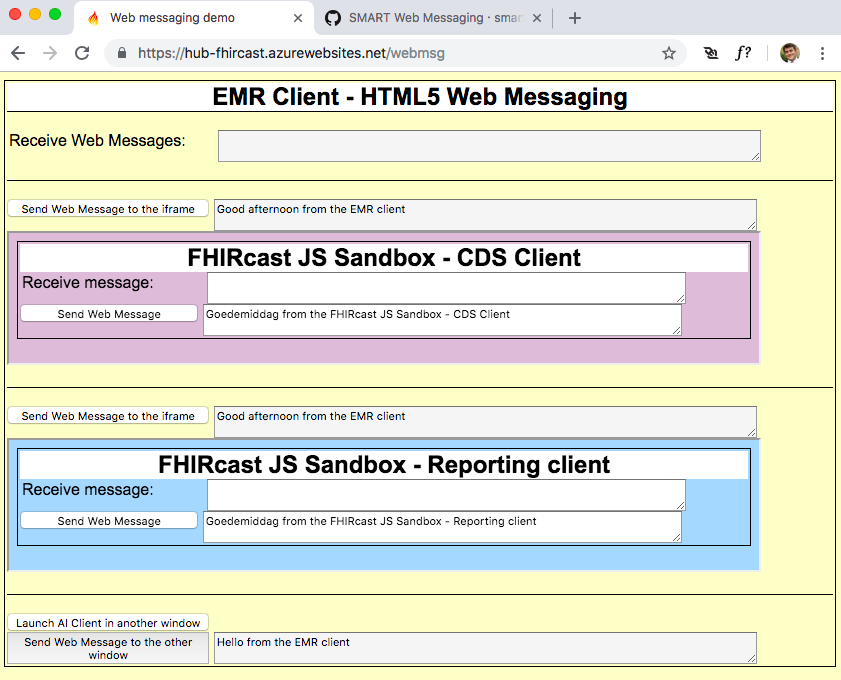 Web messaging demo
SMART Web Messaging · smar
https://hub-fhircast.azurewebsites.net/webmsg
f?
EMR Client - HTML5 Web Messaging
Receive Web Messages:
Send Web Message to the iframe
Good afternoon from the EMR client
FHIRcast JS Sandbox - CDS Client
Receive message:
Send Web Message
Goedemiddag from the FHIRcast JS Sandbox - CDS Client
Send Web Message to the iframe
Good afternoon from the EMR client
FHIRcast JS Sandbox - Reporting client
Receive message:
Send Web Message
Goedemiddag from the FHIRcast JS Sandbox - Reporting client
Launch AI Client in another window
Send Web Message to the other
window
Hello from the EMR client